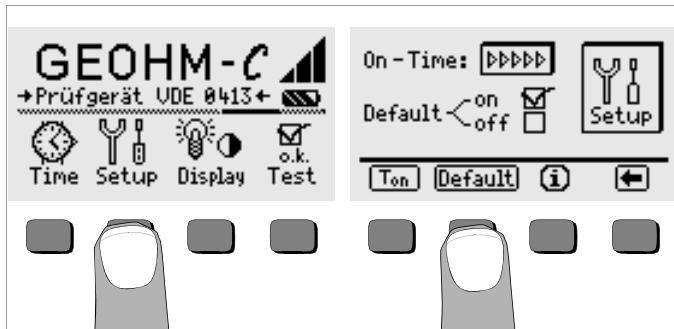 GEOHM-C
→Prüfgerät VDE 0413←
Time Setup Display o.k. Test
On-Time: ▷▷▷▷▷
Default on
off
Setup
Ton Default i